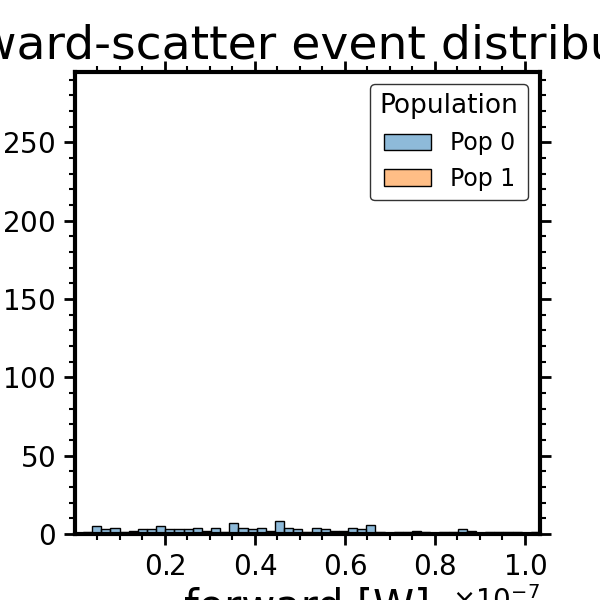 ward-scatter event distribu
Population
Pop 0
Pop 1
250
200
150
100
50
0
0.2 0.4 0.6 0.8 1.0
forward [W] ×10⁻⁷